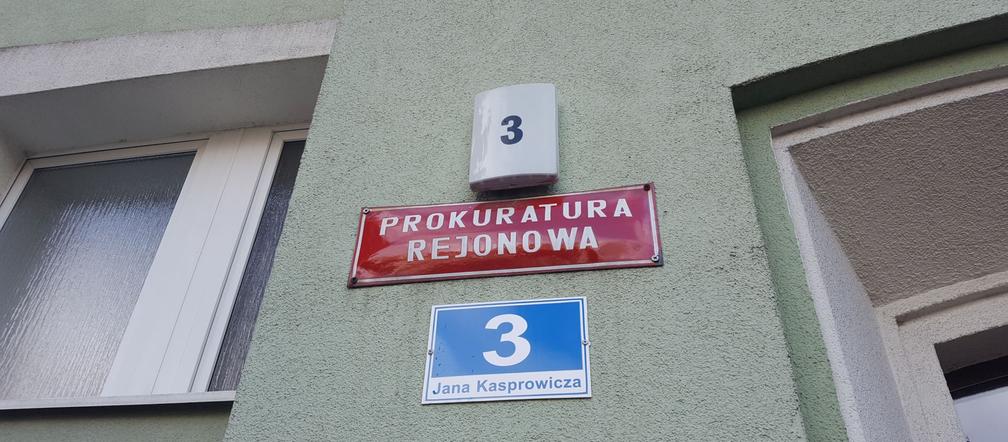 3
PROKURATURA
REJONOWA
3
Jana Kasprowicza